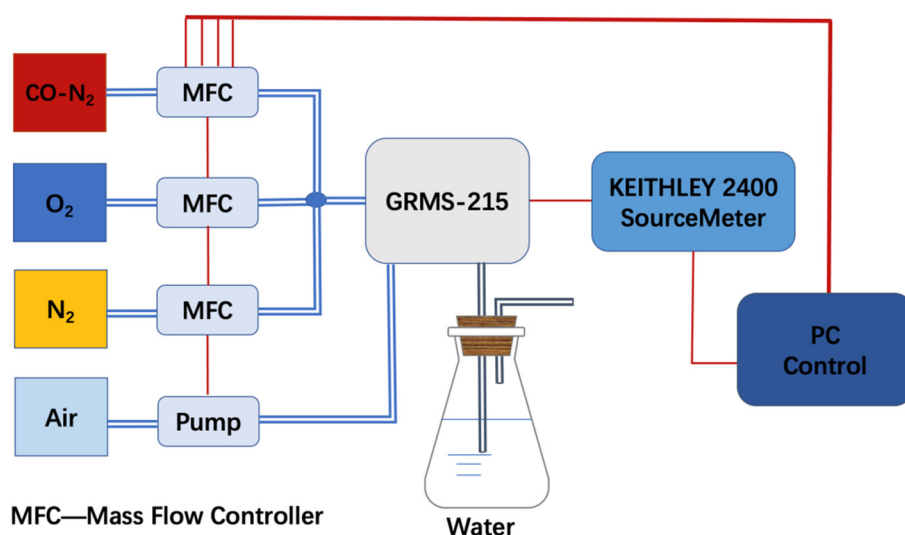 CO-N₂
MFC
O₂
MFC
GRMS-215
KEITHLEY 2400
SourceMeter
N₂
MFC
PC
Control
Air
Pump
MFC—Mass Flow Controller
Water